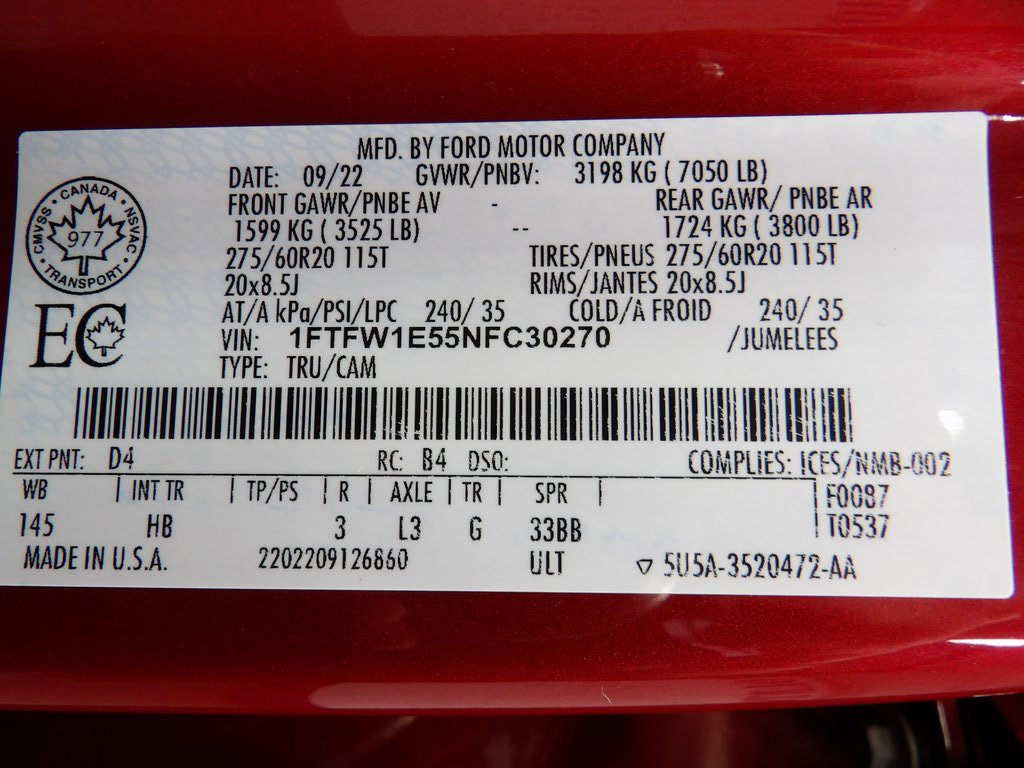 MFD. BY FORD MOTOR COMPANY
DATE: 09/22 GVWR/PNBV: 3198 KG ( 7050 LB)
FRONT GAWR/PNBE AV - REAR GAWR/ PNBE AR
1599 KG ( 3525 LB) -- 1724 KG ( 3800 LB)
275/60R20 115T TIRES/PNEUS 275/60R20 115T
20x8.5J RIMS/JANTES 20x8.5J
AT/A kPa/PSI/LPC 240/ 35 COLD/A FROID 240/ 35
VIN: 1FTFW1E55NFC30270 /JUMELEES
TYPE: TRU/CAM
CANADA
CMVSS 977 NSVAC
TRANSPORT
EC
EXT PNT: D4 RC: B4 DSO: COMPLIES: ICES/NMB-002
WB | INT TR | TP/PS | R | AXLE | TR | SPR | F0087
145 HB 3 L3 G 33BB T0537
MADE IN U.S.A. 2202209126860 ULT ▽ 5U5A-3520472-AA